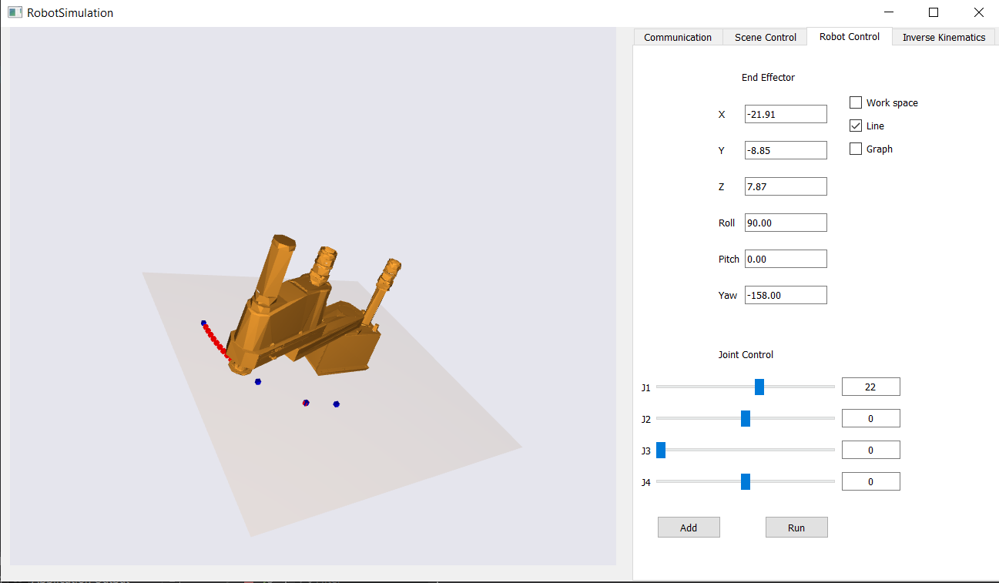 RobotSimulation
Communication Scene Control Robot Control Inverse Kinematics
End Effector
Work space
X -21.91
Line
Y -8.85
Graph
Z 7.87
Roll 90.00
Pitch 0.00
Yaw -158.00
Joint Control
J1 22
J2 0
J3 0
J4 0
Add Run